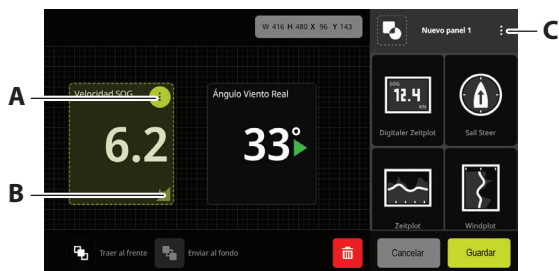 W 416 H 480 X 96 Y 143
Nuevo panel 1
C
A
Velocidad SOG
6.2
Ángulo Viento Real
33°
SOG
12.4
KN
Digitaler Zeitplot
Sail Steer
B
Zeitplot
Windplot
Traer al frente
Enviar al fondo
Cancelar
Guardar